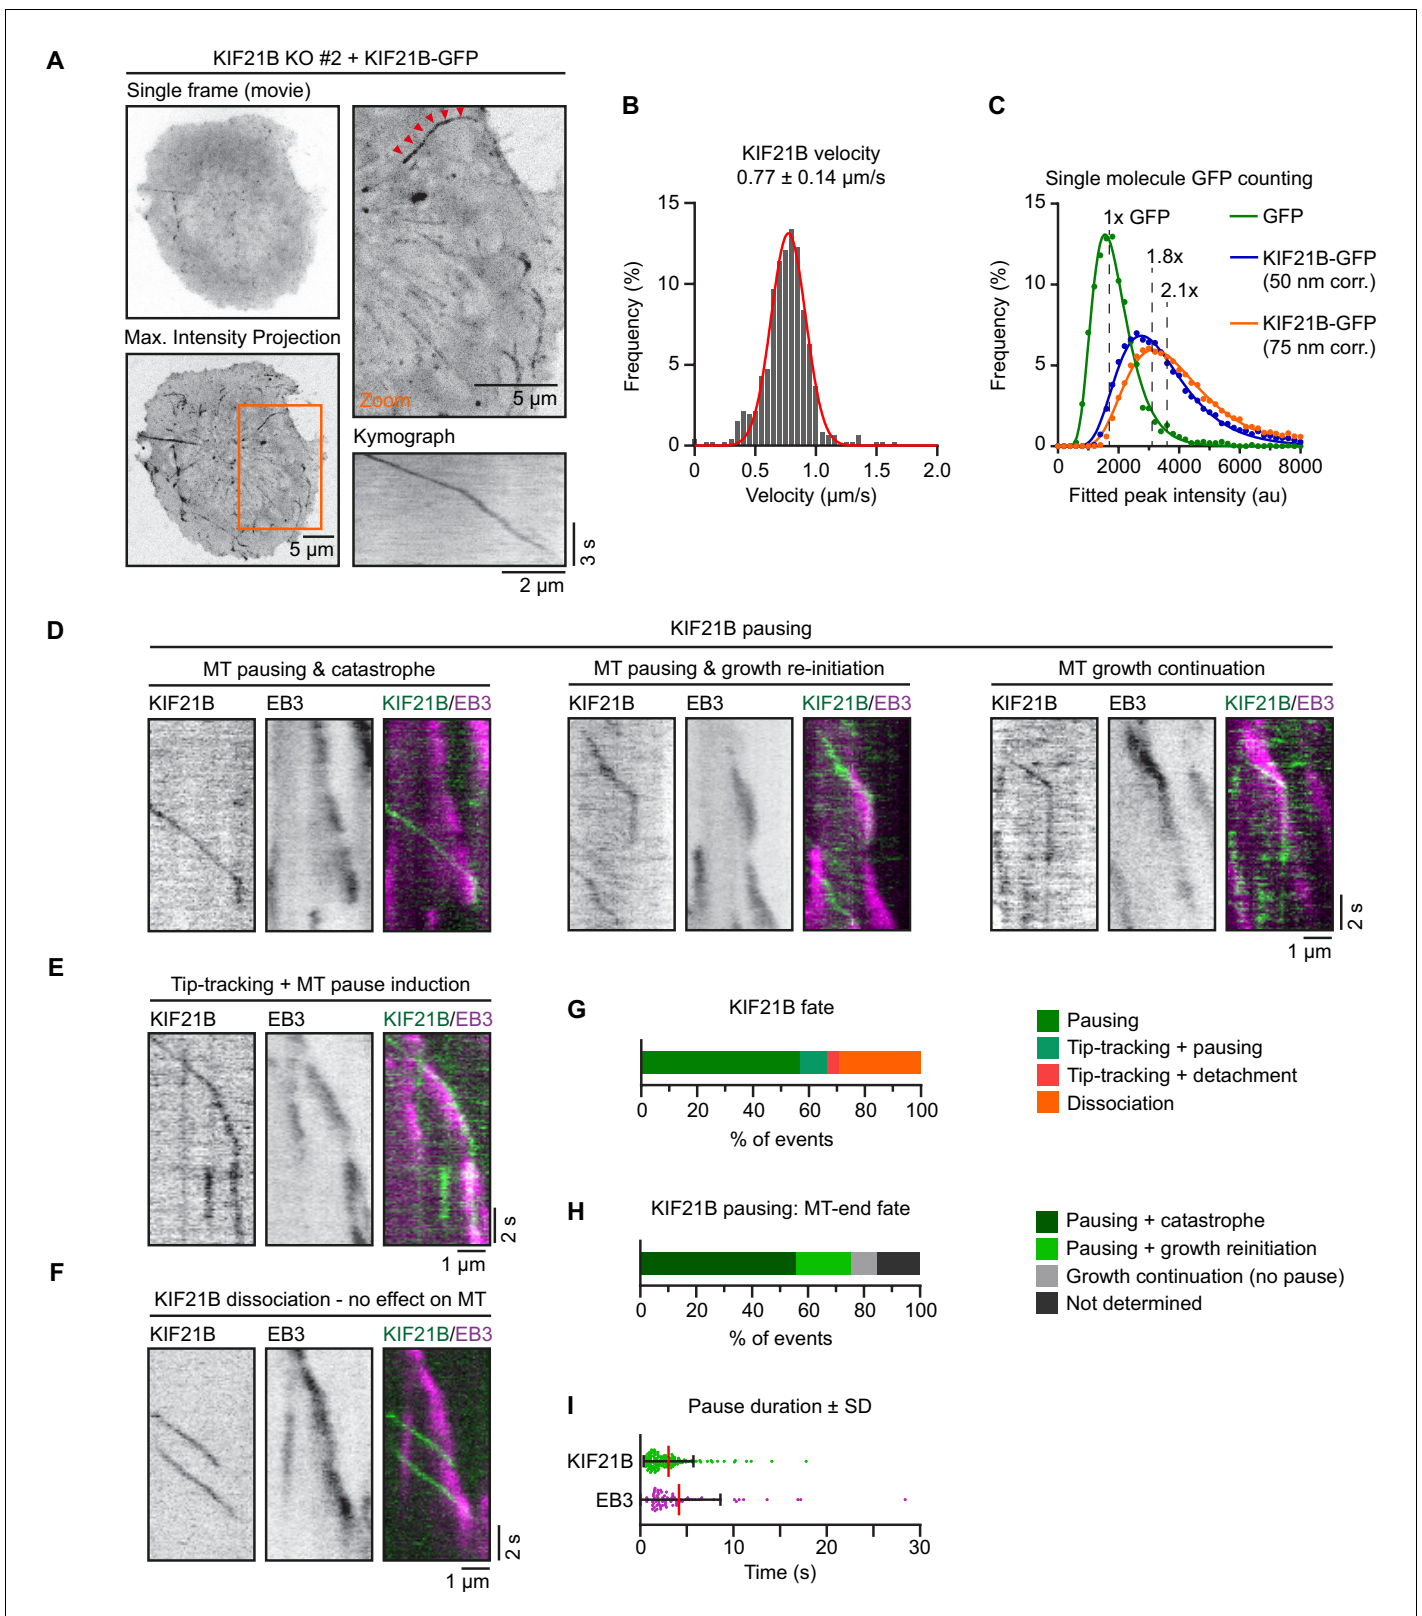 A
KIF21B KO #2 + KIF21B-GFP
Single frame (movie)
Max. Intensity Projection
5 µm
Zoom
5 µm
Kymograph
3 s
2 µm
B
KIF21B velocity
0.77 ± 0.14 µm/s
Frequency (%)
15
10
5
0
0 0.5 1.0 1.5 2.0
Velocity (µm/s)
C
Single molecule GFP counting
Frequency (%)
15
10
5
0
1x GFP
1.8x
2.1x
GFP
KIF21B-GFP
(50 nm corr.)
KIF21B-GFP
(75 nm corr.)
0 2000 4000 6000 8000
Fitted peak intensity (au)
D
KIF21B pausing
MT pausing & catastrophe
KIF21B EB3 KIF21B/EB3
MT pausing & growth re-initiation
KIF21B EB3 KIF21B/EB3
MT growth continuation
KIF21B EB3 KIF21B/EB3
2 s
1 µm
E
Tip-tracking + MT pause induction
KIF21B EB3 KIF21B/EB3
2 s
1 µm
F
KIF21B dissociation - no effect on MT
KIF21B EB3 KIF21B/EB3
2 s
1 µm
G
KIF21B fate
0 20 40 60 80 100
% of events
Pausing
Tip-tracking + pausing
Tip-tracking + detachment
Dissociation
H
KIF21B pausing: MT-end fate
0 20 40 60 80 100
% of events
Pausing + catastrophe
Pausing + growth reinitiation
Growth continuation (no pause)
Not determined
I
Pause duration ± SD
KIF21B
EB3
0 10 20 30
Time (s)